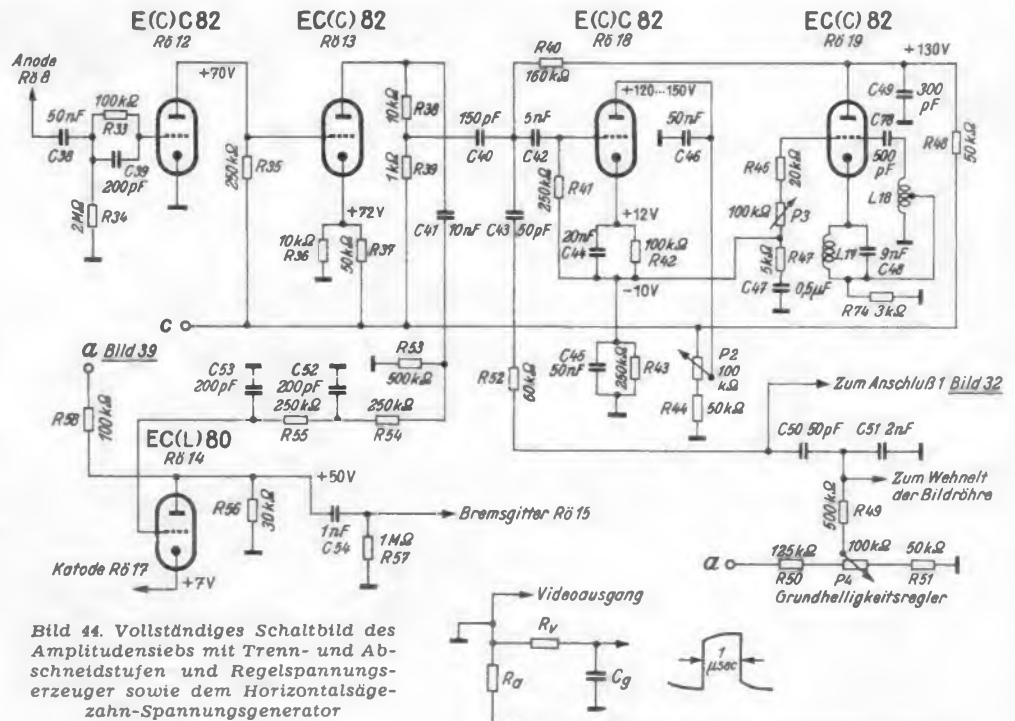 E(C)C 82
Rö 12
EC(C) 82
Rö 13
EC(C) 82
Rö 18
EC(C) 82
Rö 19
Anode
Rö 8
50nF
C38
100kΩ
R33
C39
200pF
2MΩ
R34
+70V
250kΩ
R35
+72V
10kΩ
R36
50kΩ
R37
10kΩ
R38
1kΩ
R39
C41
10nF
150pF
C40
R40
160kΩ
5nF
C42
C43
50pF
250kΩ
R41
+120...150V
50nF
C46
+12V
20nF
C44
100kΩ
R42
-10V
C45
50nF
250kΩ
R43
R45
20kΩ
100kΩ
P3
5kΩ
R47
C47
0,5µF
+130V
C49
300
pF
C78
500
pF
L18
R48
50kΩ
L17
9nF
C48
R74 3kΩ
P2
100
kΩ
R44
50kΩ
R52
60kΩ
c
a Bild 39
R58
100kΩ
C53
200pF
C52
200pF
R53
500kΩ
250kΩ
R55
250kΩ
R54
EC(L)80
Rö 14
+50V
R56
30kΩ
1nF
C54
1MΩ
R57
Bremsgitter Rö 15
Katode Rö 17
+7V
Zum Anschluß 1 Bild 32
C50 50pF
C51 2nF
Zum Wehnelt
der Bildröhre
500kΩ
R49
a
125kΩ
R50
100kΩ
P4
50kΩ
R51
Grundhelligkeitsregler
Videoausgang
Rv
Ra
Cg
1
µsec
Bild 44. Vollständiges Schaltbild des
Amplitudensiebs mit Trenn- und Ab-
schneidstufen und Regelspannungs-
erzeuger sowie dem Horizontalsäge-
zahn-Spannungsgenerator